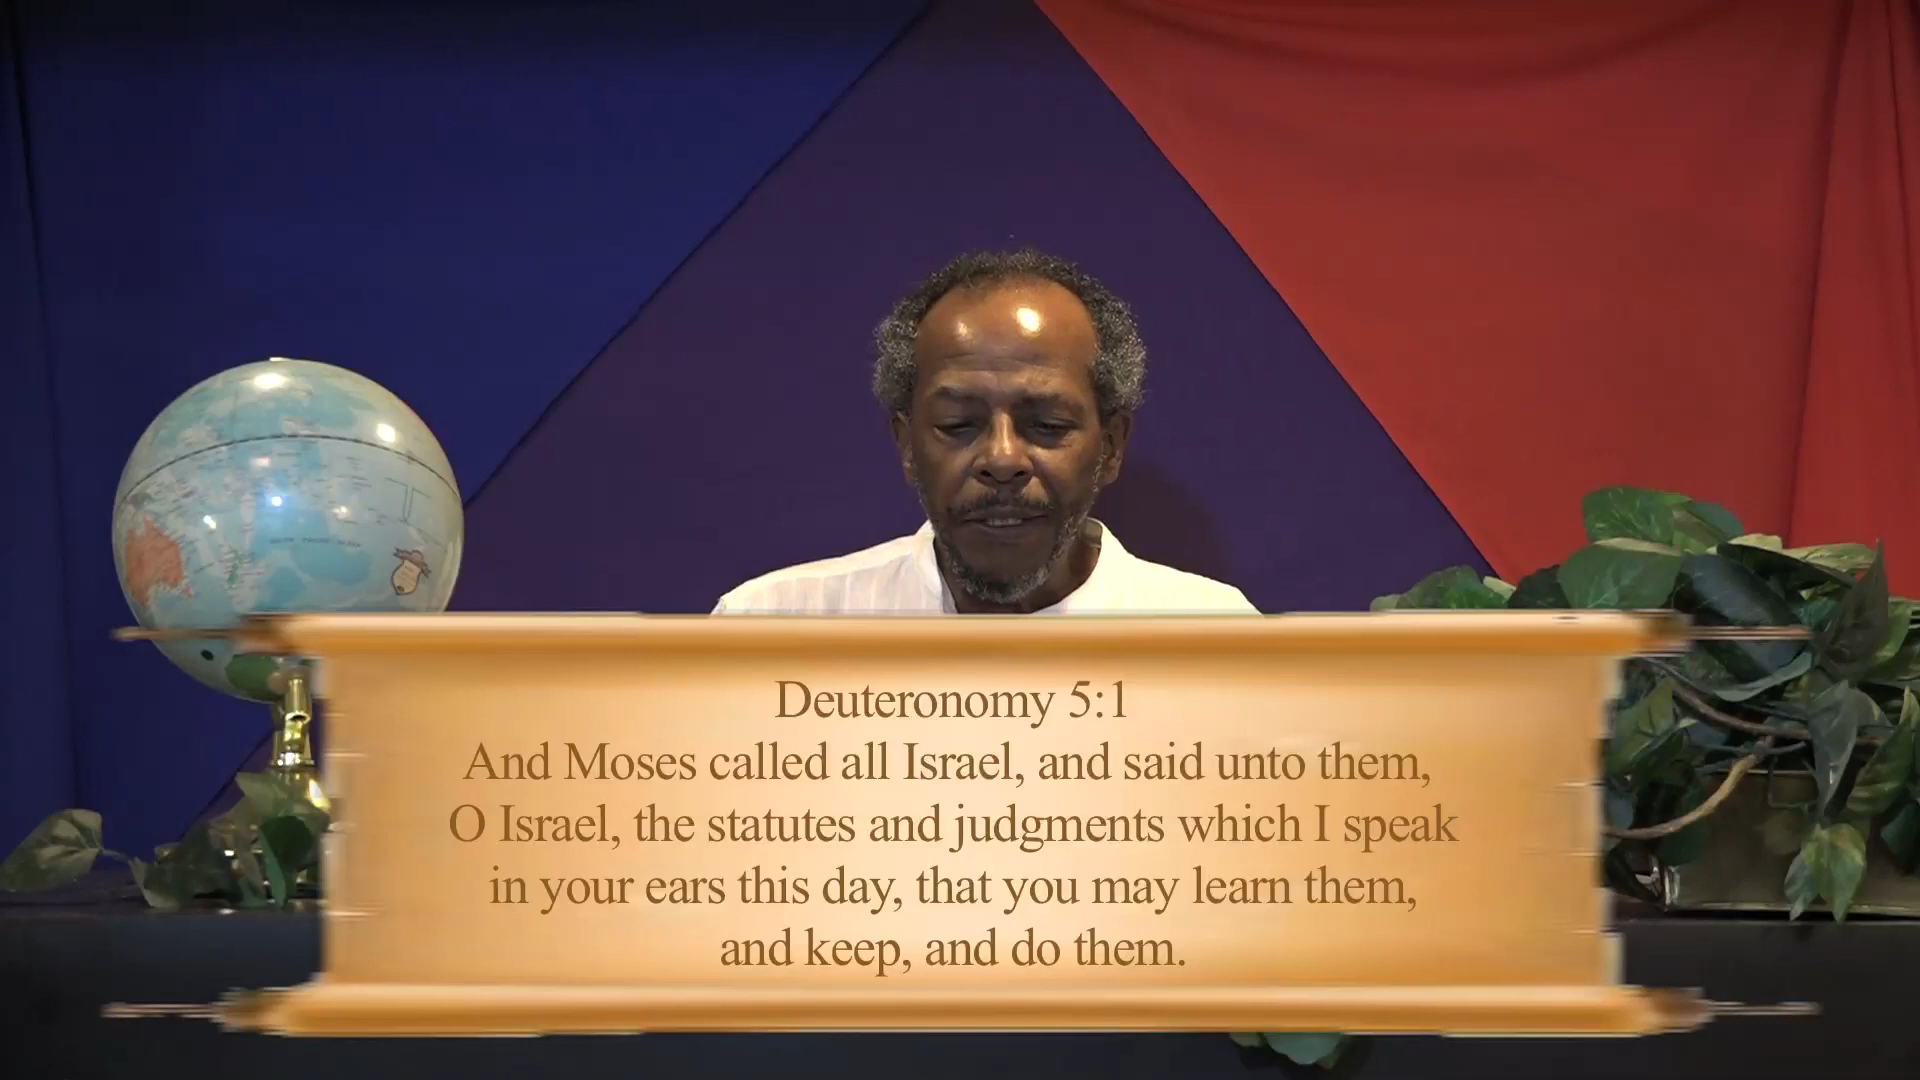 Deuteronomy 5:1
And Moses called all Israel, and said unto them,
O Israel, the statutes and judgments which I speak
in your ears this day, that you may learn them,
and keep, and do them.